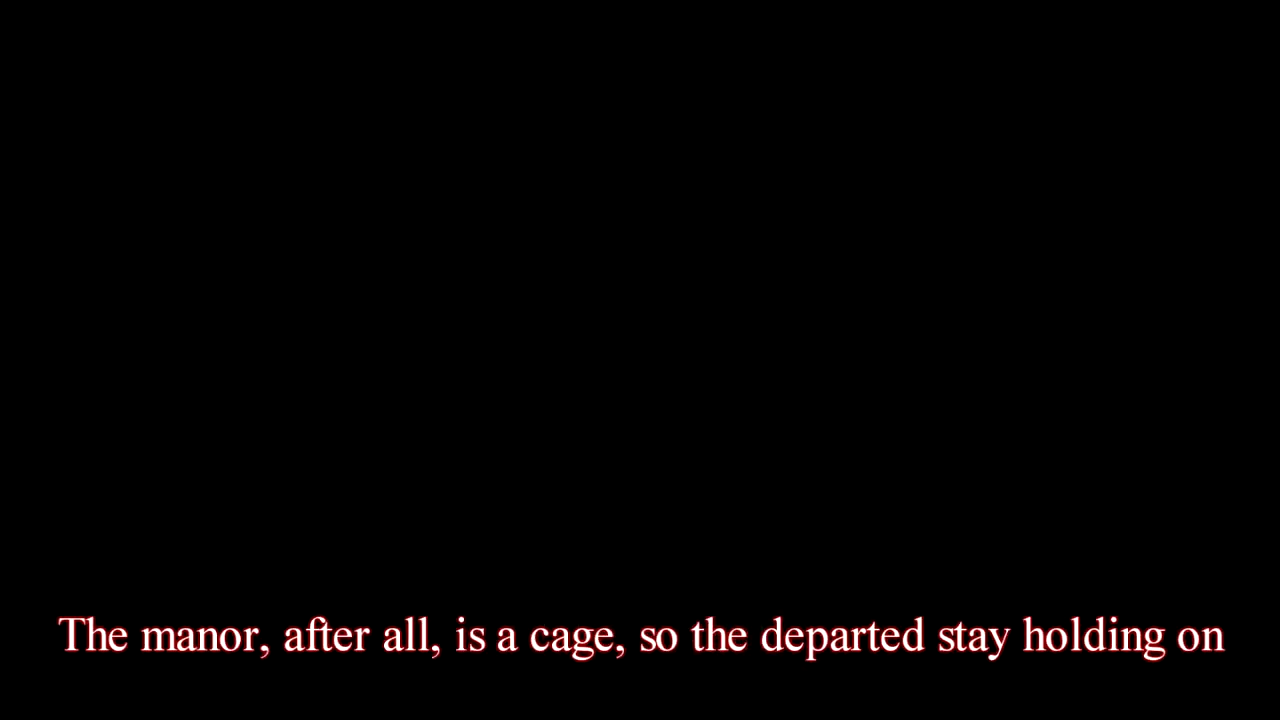 The manor, after all, is a cage, so the departed stay holding on